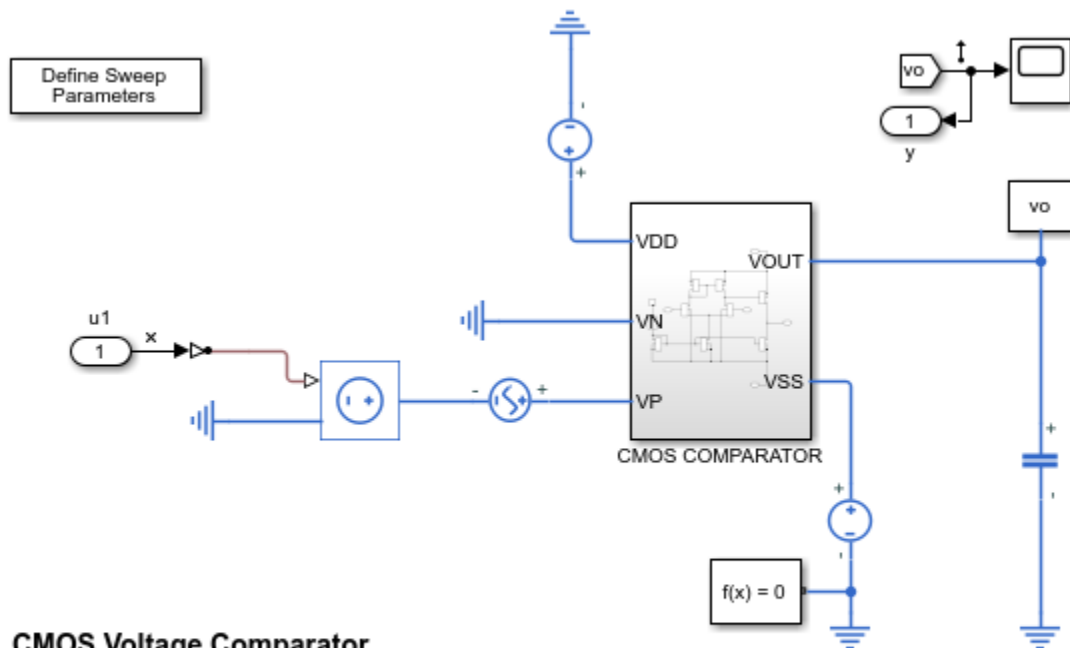 Define Sweep
Parameters
vo
1
y
vo
VDD
VOUT
u1
x
1
VN
VSS
VP
CMOS COMPARATOR
f(x) = 0
CMOS Voltage Comparator